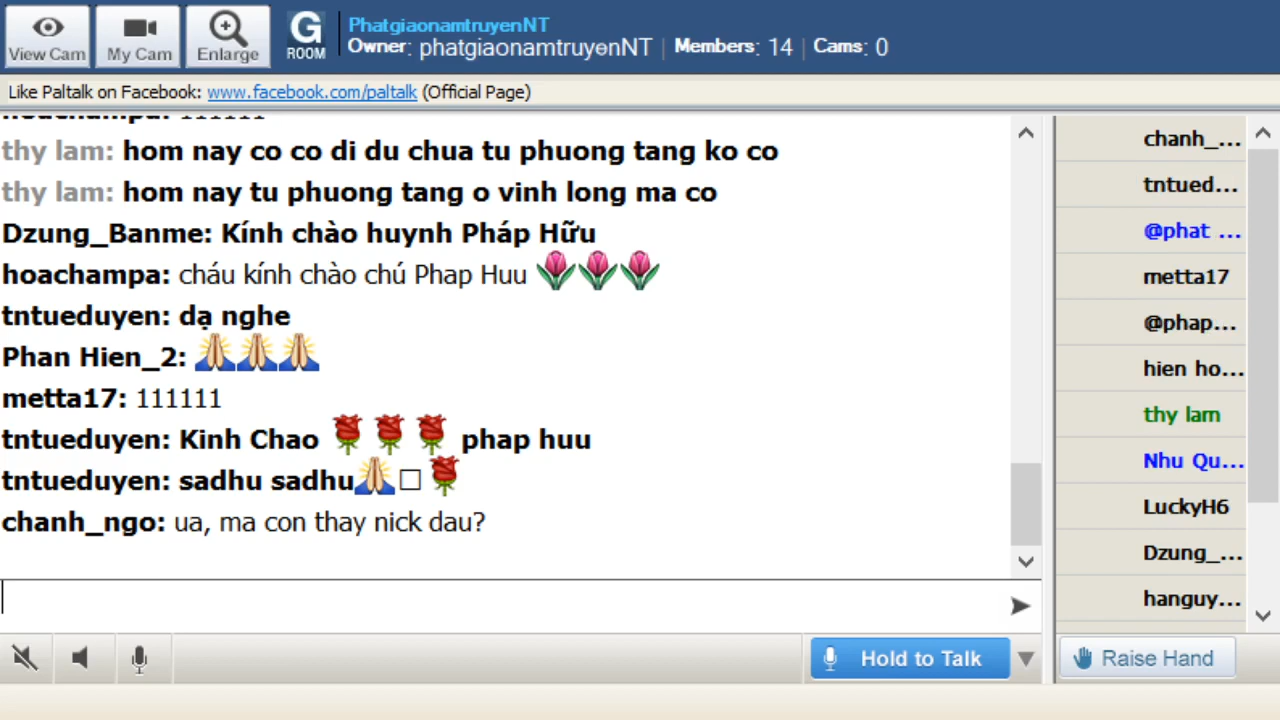 View Cam
My Cam
Enlarge
G
ROOM
PhatgiaonamtruyenNT
Owner: phatgiaonamtruyenNT | Members: 14 | Cams: 0
Like Paltalk on Facebook: www.facebook.com/paltalk (Official Page)
hoachampa: 111111
thy lam: hom nay co co di du chua tu phuong tang ko co
thy lam: hom nay tu phuong tang o vinh long ma co
Dzung_Banme: Kính chào huynh Pháp Hữu
hoachampa: cháu kính chào chú Phap Huu 🌷🌷🌷
tntueduyen: dạ nghe
Phan Hien_2: 🙏🙏🙏
metta17: 111111
tntueduyen: Kinh Chao 🌹🌹🌹 phap huu
tntueduyen: sadhu sadhu🙏□🌹
chanh_ngo: ua, ma con thay nick dau?
chanh_...
tntued...
@phat ...
metta17
@phap...
hien ho...
thy lam
Nhu Qu...
LuckyH6
Dzung_...
hanguy...
Hold to Talk
Raise Hand